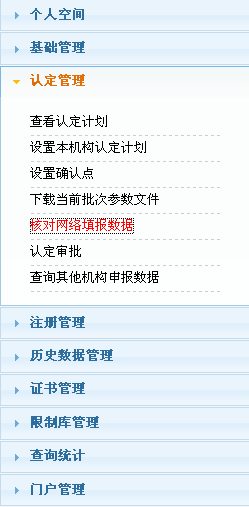 个人空间
基础管理
认定管理
查看认定计划
设置本机构认定计划
设置确认点
下载当前批次参数文件
核对网络填报数据
认定审批
查询其他机构申报数据
注册管理
历史数据管理
证书管理
限制库管理
查询统计
门户管理